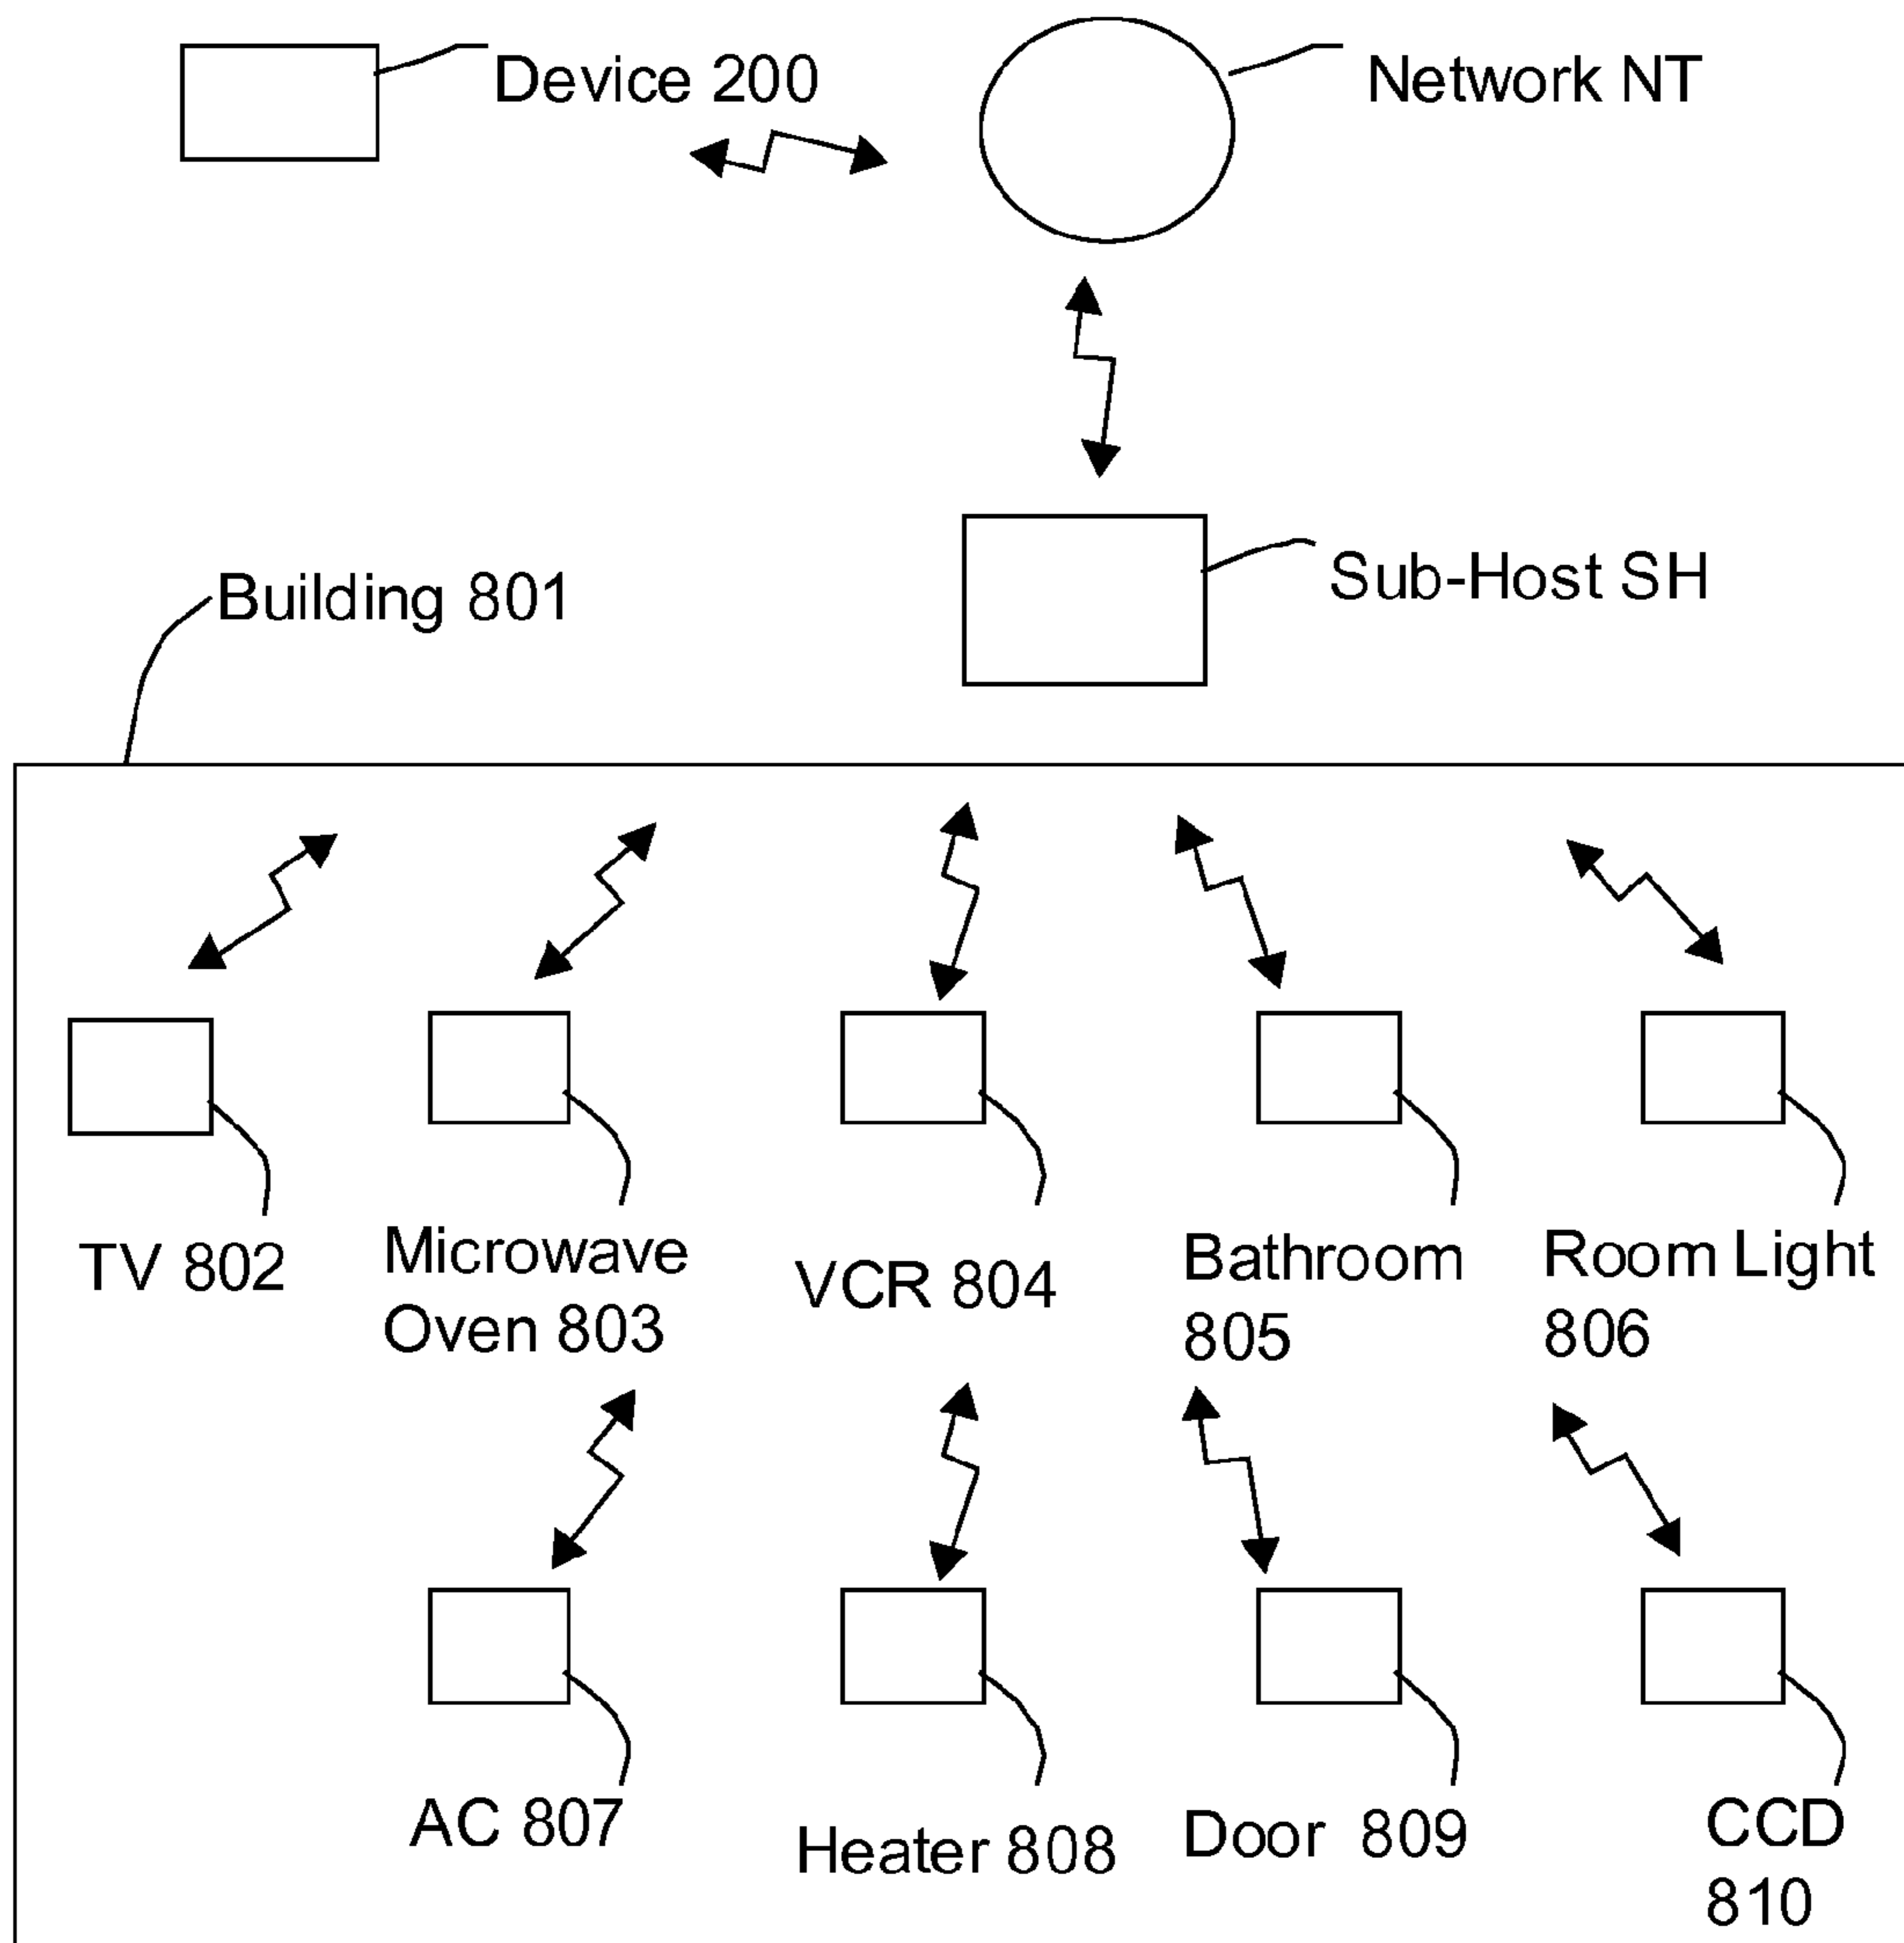 Device 200
Network NT
Sub-Host SH
Building 801
TV 802
Microwave
Oven 803
VCR 804
Bathroom
805
Room Light
806
AC 807
Heater 808
Door 809
CCD
810